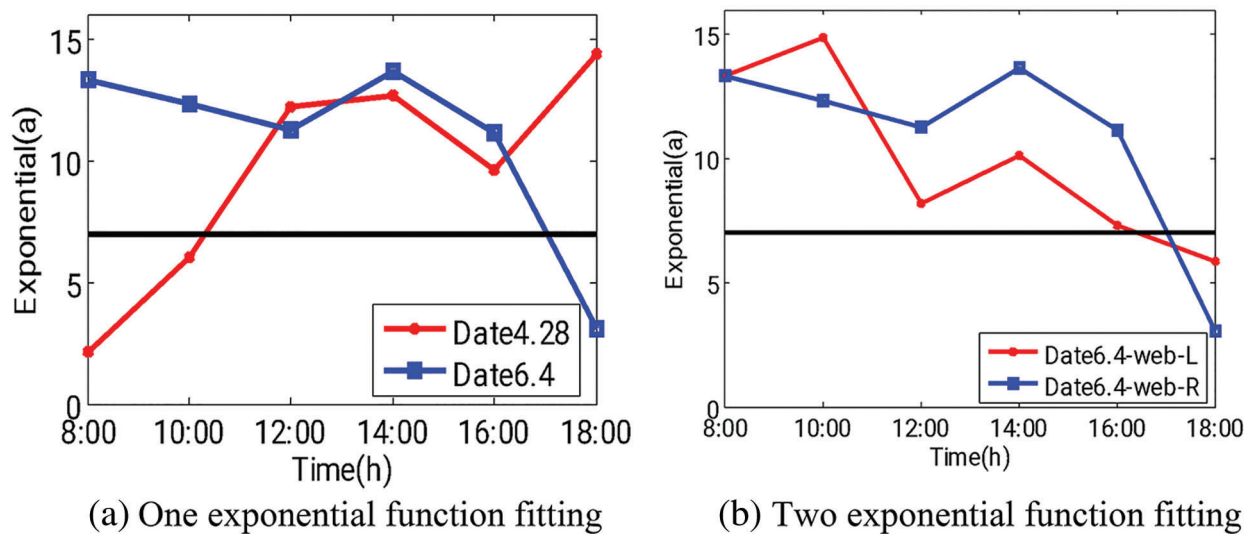 15
10
5
0
Exponential(a)
Date4.28
Date6.4
8:00 10:00 12:00 14:00 16:00 18:00
Time(h)
(a) One exponential function fitting
15
10
5
0
Exponential(a)
Date6.4-web-L
Date6.4-web-R
8:00 10:00 12:00 14:00 16:00 18:00
Time(h)
(b) Two exponential function fitting